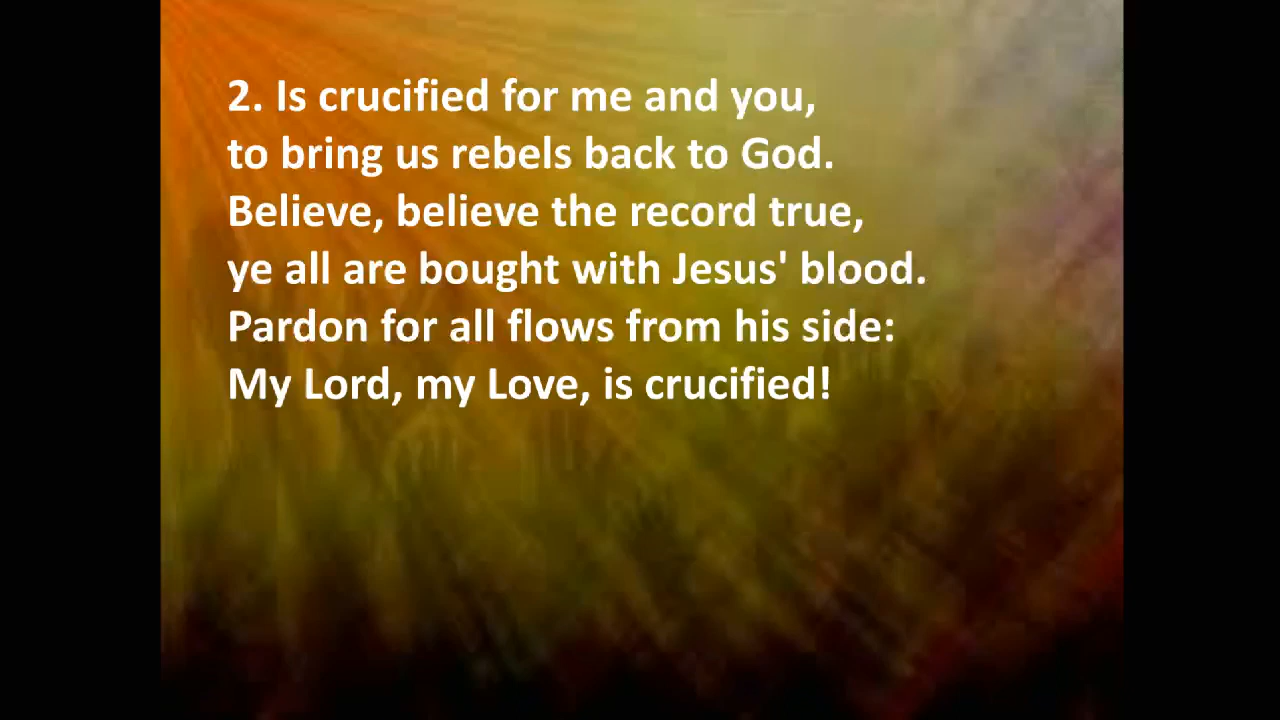 2. Is crucified for me and you,
to bring us rebels back to God.
Believe, believe the record true,
ye all are bought with Jesus' blood.
Pardon for all flows from his side:
My Lord, my Love, is crucified!